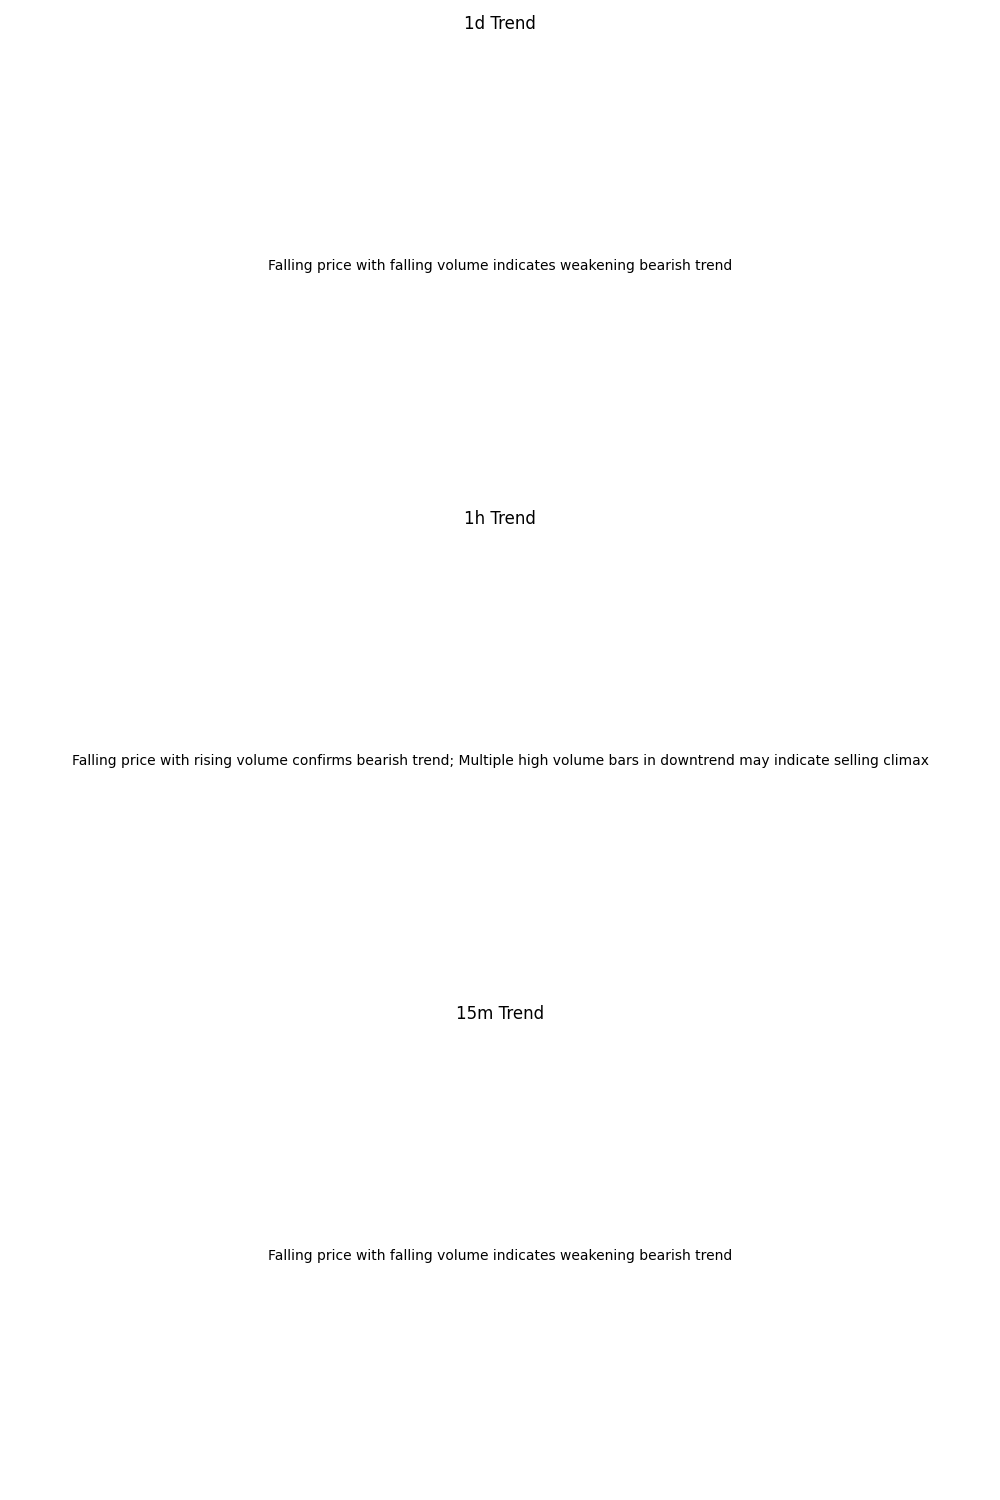 1d Trend
Falling price with falling volume indicates weakening bearish trend
1h Trend
Falling price with rising volume confirms bearish trend; Multiple high volume bars in downtrend may indicate selling climax
15m Trend
Falling price with falling volume indicates weakening bearish trend